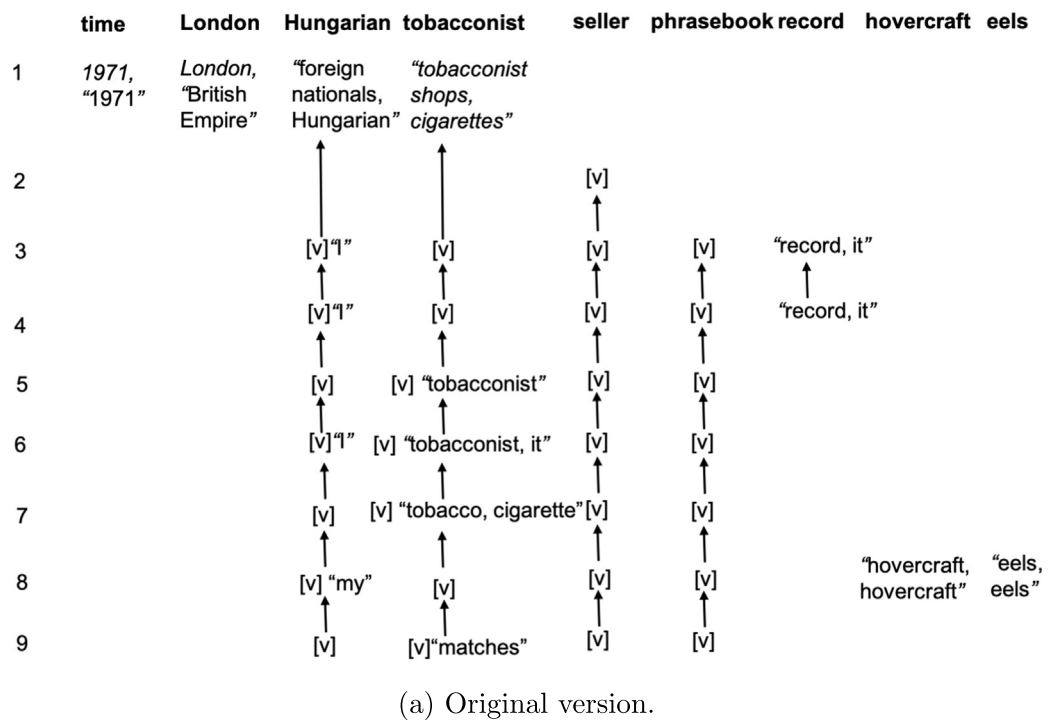 time London Hungarian tobacconist seller phrasebook record hovercraft eels
1 1971, London, “foreign “tobacconist
“1971” “British nationals, shops,
Empire” Hungarian” cigarettes”
2 [v]
3 [v]“I” [v] [v] [v] “record, it”
4 [v]“I” [v] [v] [v] “record, it”
5 [v] [v] “tobacconist” [v] [v]
6 [v]“I” [v] “tobacconist, it” [v] [v]
7 [v] [v] “tobacco, cigarette” [v] [v]
8 [v] “my” [v] [v] [v] “hovercraft, “eels,
hovercraft” eels”
9 [v] [v]“matches” [v] [v]
(a) Original version.